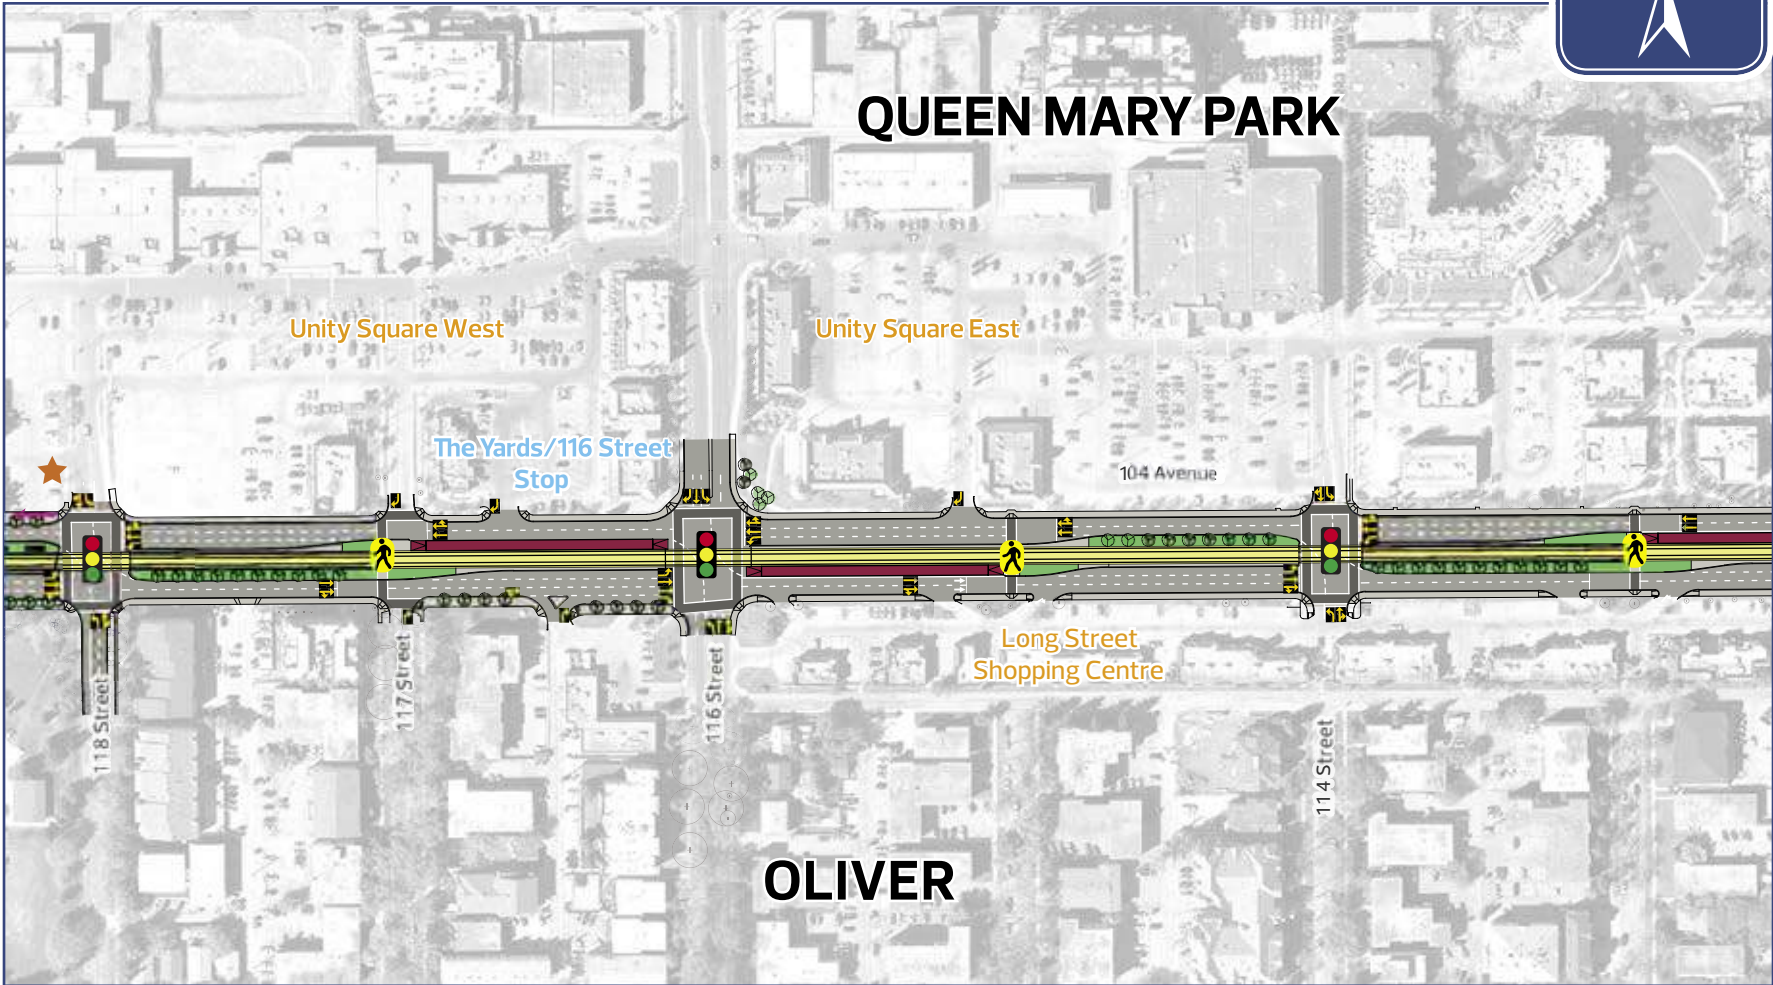 QUEEN MARY PARK
Unity Square West
Unity Square East
The Yards/116 Street
Stop
104 Avenue
Long Street
Shopping Centre
118 Street
117 Street
116 Street
114 Street
OLIVER